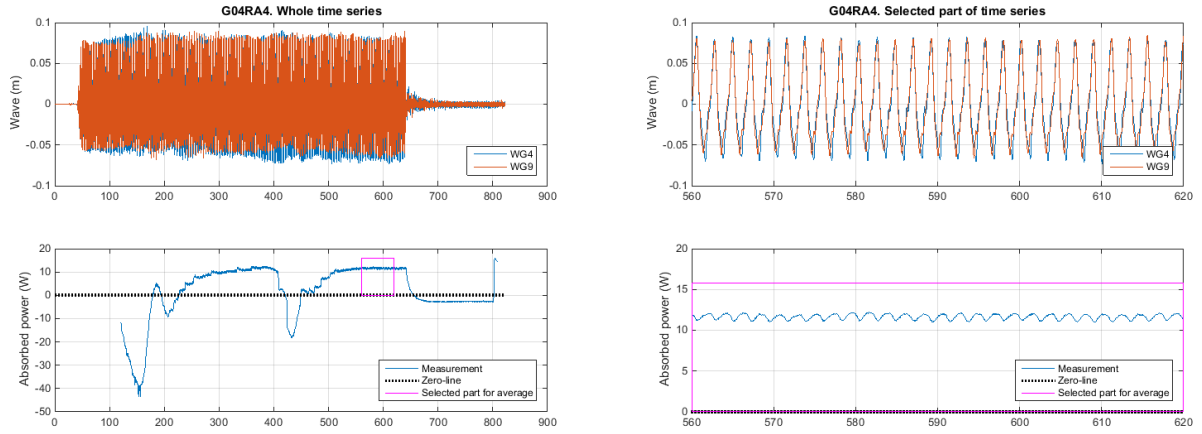 G04RA4. Whole time series
0.1
0.05
0
-0.05
-0.1
Wave (m)
WG4
WG9
0 100 200 300 400 500 600 700 800 900
G04RA4. Selected part of time series
0.1
0.05
0
-0.05
-0.1
Wave (m)
WG4
WG9
560 570 580 590 600 610 620
20
10
0
-10
-20
-30
-40
-50
Absorbed power (W)
Measurement
Zero-line
Selected part for average
0 100 200 300 400 500 600 700 800 900
20
15
10
5
0
Absorbed power (W)
Measurement
Zero-line
Selected part for average
560 570 580 590 600 610 620